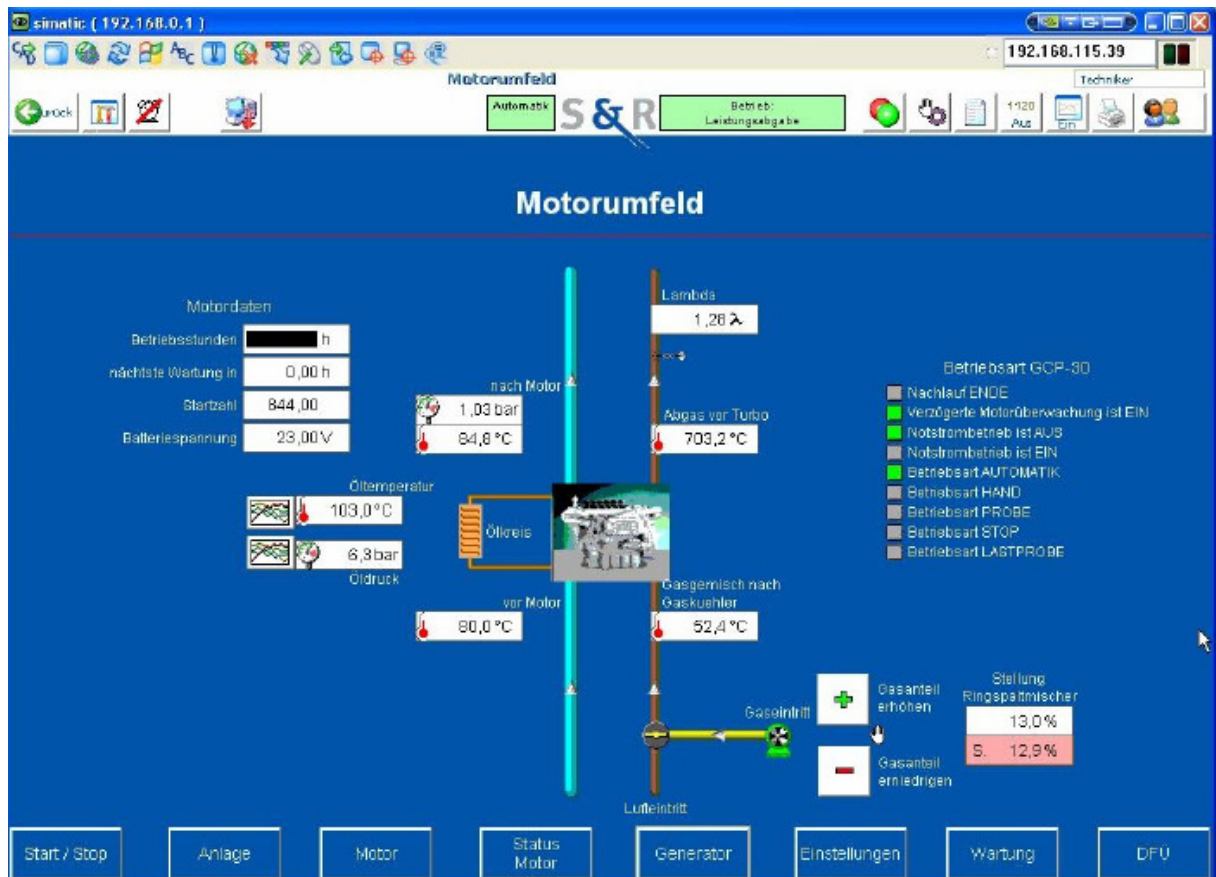 simatic ( 192.168.0.1 )
192.168.115.39
Motorumfeld
Techniker
Automatik
S & R
Betrieb:
Leistungsabgabe
Aus
Ein
Motorumfeld
Motordaten
Betriebsstunden
h
nächtste Wartung in
0,00 h
Startzahl
844,00
Batteriespannung
23,00 V
nach Motor
1,03 bar
84,8 °C
Öltemperatur
103,0 °C
6,3 bar
Öldruck
Ölkreis
vor Motor
80,0 °C
Lambda
1,28 λ
Abgas vor Turbo
703,2 °C
Gasgemisch nach
Gaskuehler
52,4 °C
Gaseintritt
Lufteintritt
Betriebsart GCP-30
Nachlauf ENDE
Verzögerte Motorüberwachung ist EIN
Notstrombetrieb ist AUS
Notstrombetrieb ist EIN
Betriebsart AUTOMATIK
Betriebsart HAND
Betriebsart PROBE
Betriebsart STOP
Betriebsart LASTPROBE
Gasanteil
erhöhen
Gasanteil
erniedrigen
Stellung
Ringspaltmischer
13,0 %
S. 12,9 %
Start / Stop
Anlage
Motor
Status
Motor
Generator
Einstellungen
Wartung
DFÜ